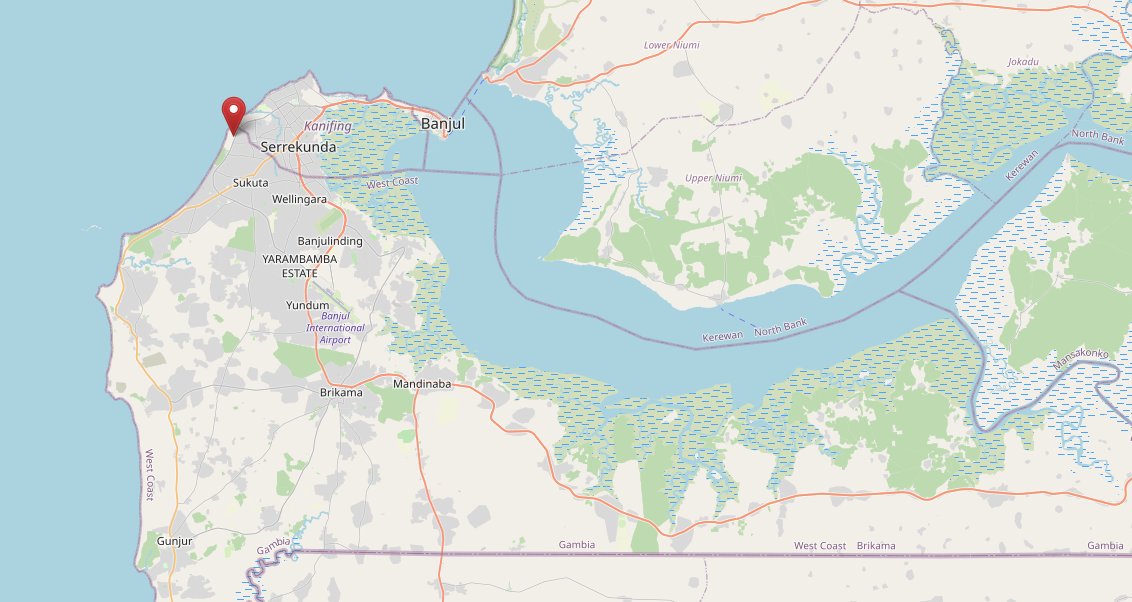 Lower Niumi
Jokadu
Banjul
Kanifing
North Bank
Serrekunda
Kerewan
West Coast
Upper Niumi
Sukuta
Wellingara
Banjulinding
YARAMBAMBA
ESTATE
Yundum
Banjul
International
Airport
Kerewan
North Bank
Mansakonko
Mandinaba
Brikama
West Coast
Gunjur
Gambia
Gambia
West Coast
Brikama
Gambia